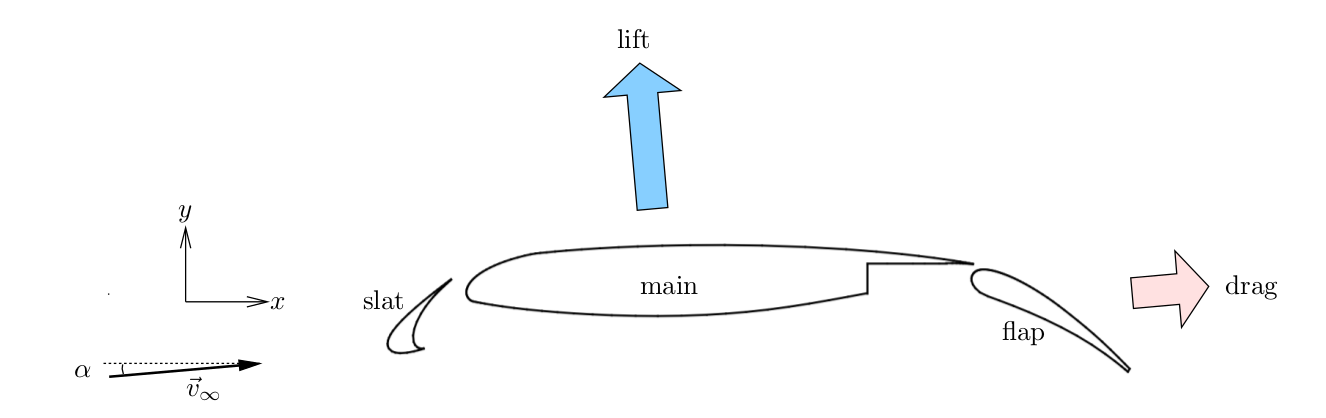 lift
y
slat
main
drag
x
flap
α
v⃗∞